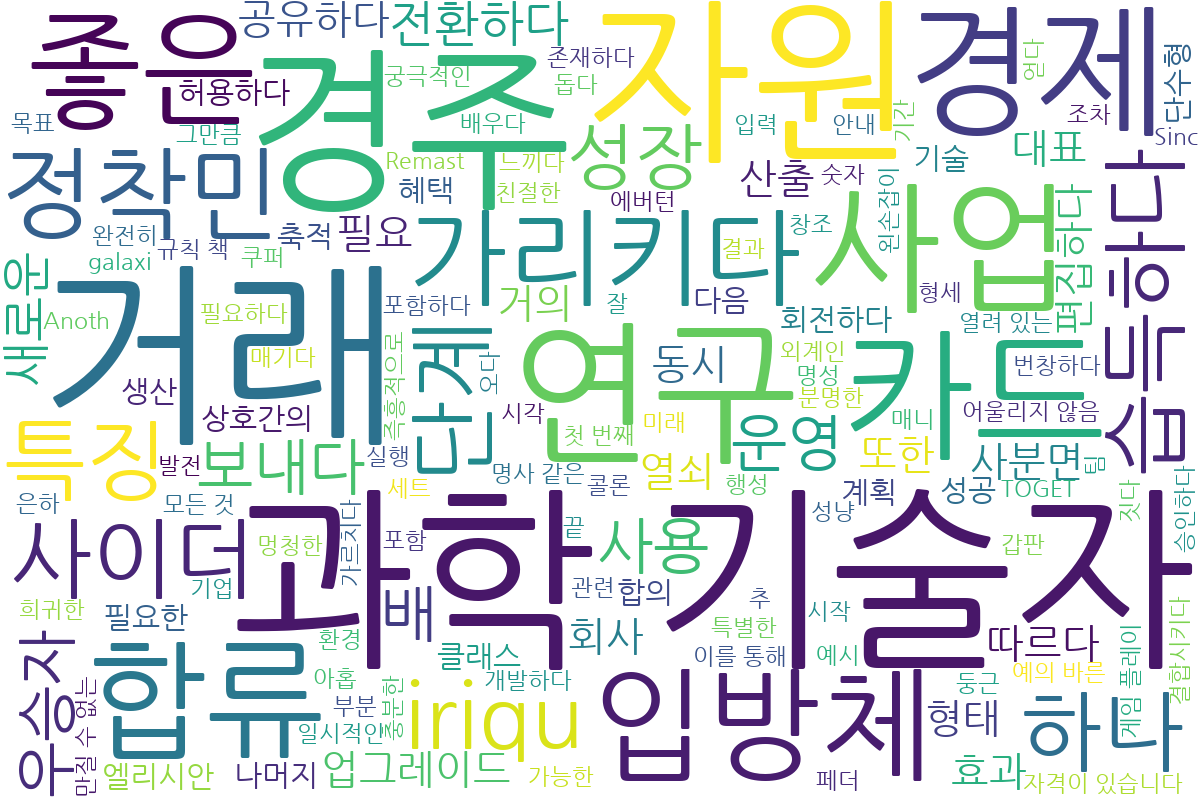 좋은
공유하다
전환하다
자원
경제
허용하다
경주
궁극적인
존재하다
돕다
얻다
단수형
목표
그만큼
배우다
성장
입력
안내
기간
대표
조차
Sinc
정착민
Remast
느끼다
혜택
친절한
산출
숫자
기술
습득하다
에버턴
완전히
규칙 책
축적
필요
가리키다
창조
왼손잡이
사업
편집하다
galaxi
쿠퍼
결과
새로운
거래
필요하다
포함하다
거의
잘
다음
형세
Anoth
회전하다
열려 있는
매기다
즉흥적으로
단계
오다
연구
동시
외계인
카드
번창하다
생산
명성
분명한
상호간의
시각
매니
어울리지 않음
특징
보내다
첫 번째
미래
운영
또한
사분면
팀
발전
실행
명사 같은
콜론
열쇠
행성
세트
계획
성공
TOGET
은하
모든 것
성냥
짓다
승인하다
사이다
과학 기술자
가르치다
포함
끝
사용
갑판
멍청한
기업
배
관련
합의
추
희귀한
필요한
시작
환경
클래스
회사
특별한
따르다
우승자
합류
이를 통해
예시
예의 바른
게임 플레이
결합시키다
아홉
부분
충분한
iriqu
개발하다
입방체
둥근
만질 수 없는
일시적인
형태
하나
엘리시안
나머지
업그레이드
가능한
페더
효과
자격이 있습니다